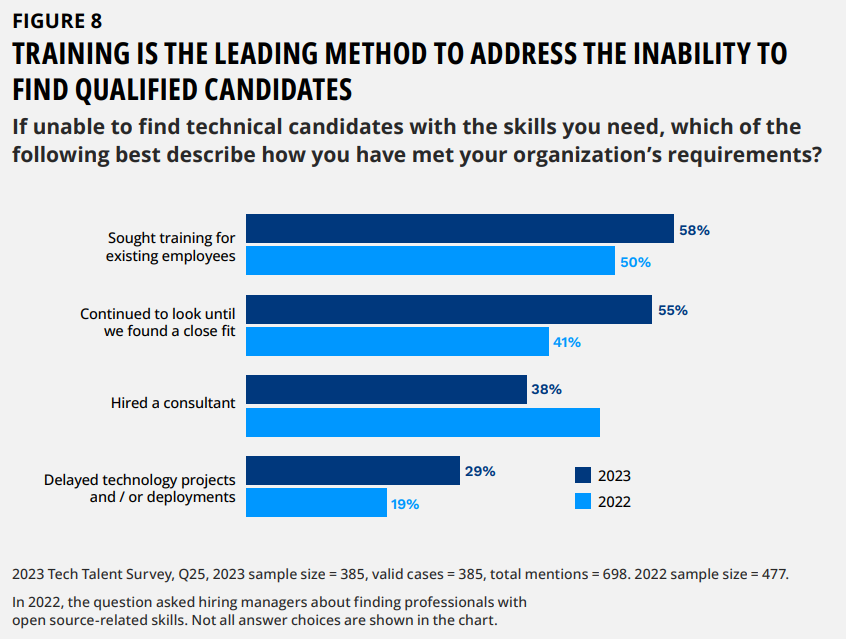 FIGURE 8
TRAINING IS THE LEADING METHOD TO ADDRESS THE INABILITY TO
FIND QUALIFIED CANDIDATES
If unable to find technical candidates with the skills you need, which of the
following best describe how you have met your organization's requirements?
Sought training for
existing employees
58%
50%
Continued to look until
we found a close fit
55%
41%
Hired a consultant
38%
Delayed technology projects
and / or deployments
29%
19%
2023
2022
2023 Tech Talent Survey, Q25, 2023 sample size = 385, valid cases = 385, total mentions = 698. 2022 sample size = 477.
In 2022, the question asked hiring managers about finding professionals with
open source-related skills. Not all answer choices are shown in the chart.